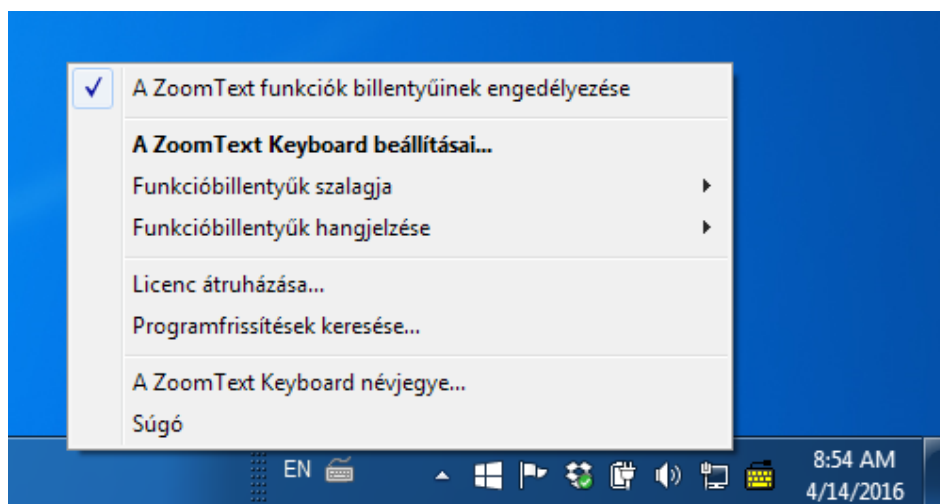 A ZoomText funkciók billentyűinek engedélyezése
A ZoomText Keyboard beállításai...
Funkcióbillentyűk szalagja
Funkcióbillentyűk hangjelzése
Licenc átruházása...
Programfrissítések keresése...
A ZoomText Keyboard névjegye...
Súgó
EN
8:54 AM
4/14/2016